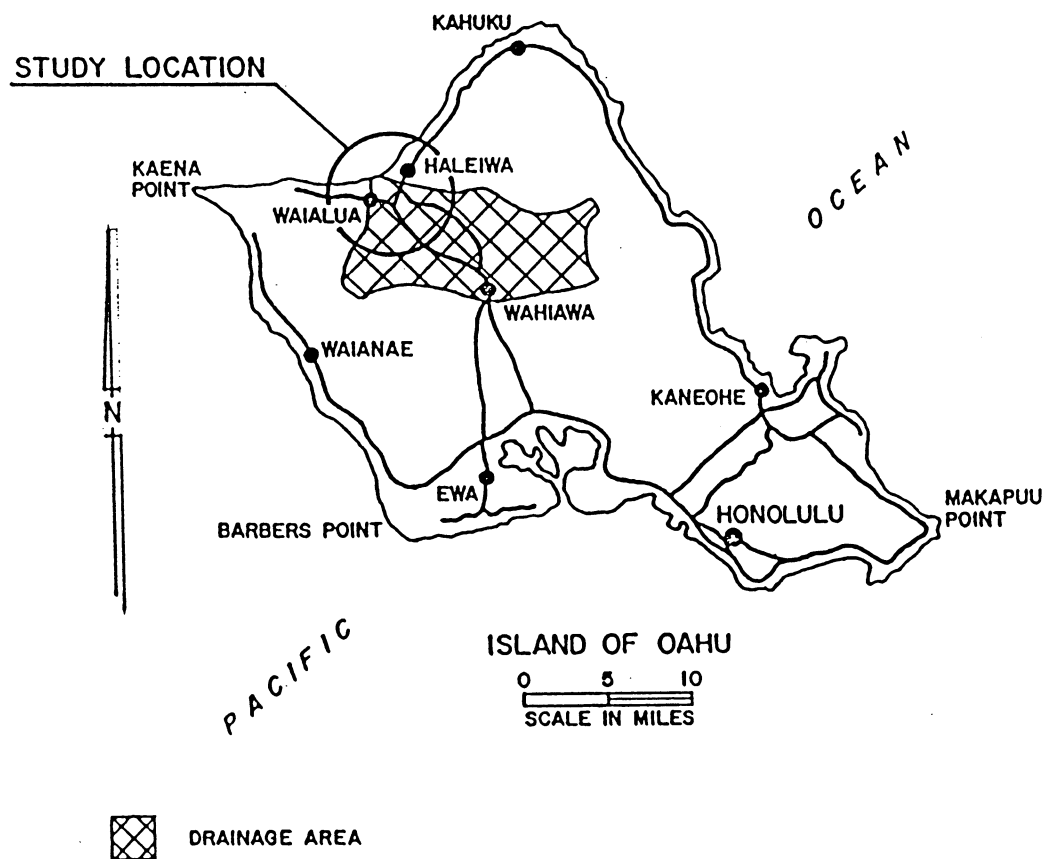 KAHUKU
STUDY LOCATION
KAENA
POINT
HALEIWA
OCEAN
WAIALUA
WAHIAWA
WAIANAE
KANEOHE
N
EWA
MAKAPUU
POINT
BARBERS POINT
HONOLULU
PACIFIC
ISLAND OF OAHU
0 5 10
SCALE IN MILES
DRAINAGE AREA